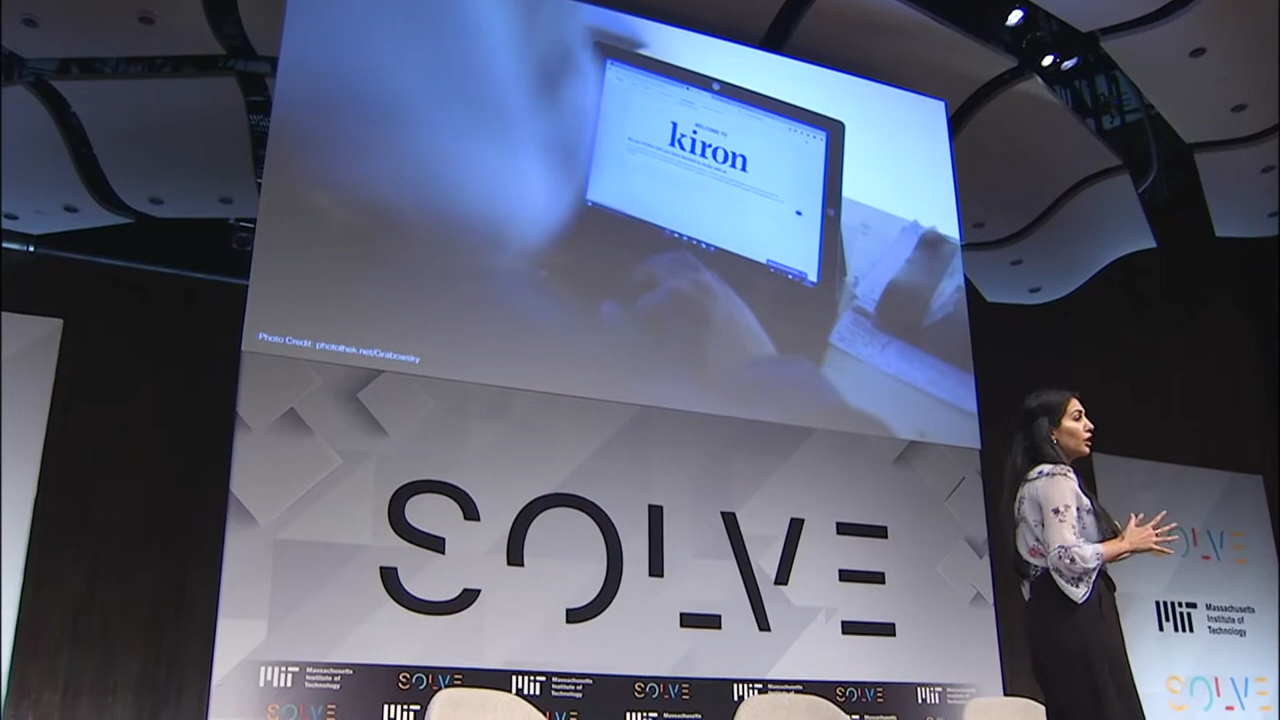 WELCOME TO
kiron
Photo Credit: photothek.net/Grabowsky
SOLVE
SOLVE
MIT Massachusetts Institute of Technology
SOLVE
MIT Massachusetts Institute of Technology
SOLVE
MIT Massachusetts Institute of Technology
SOLVE
MIT Massachusetts Institute of Technology
SOLVE
MIT
SOLVE